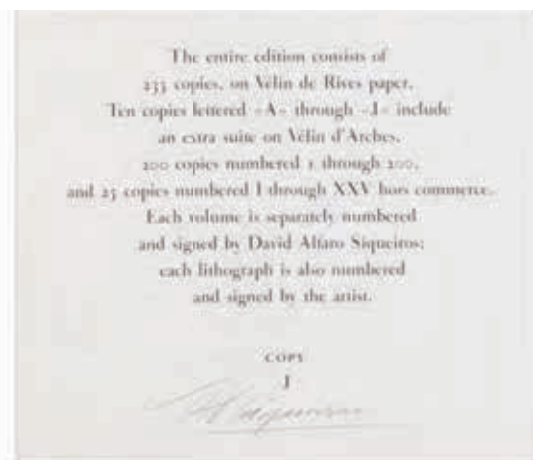 The entire edition consists of
235 copies, on Vélin de Rives paper.
Ten copies lettered «A» through «J» include
an extra suite on Vélin d'Arches,
200 copies numbered 1 through 200,
and 25 copies numbered I through XXV hors commerce.
Each volume is separately numbered
and signed by David Alfaro Siqueiros;
each lithograph is also numbered
and signed by the artist.
COPY
J
Siqueiros